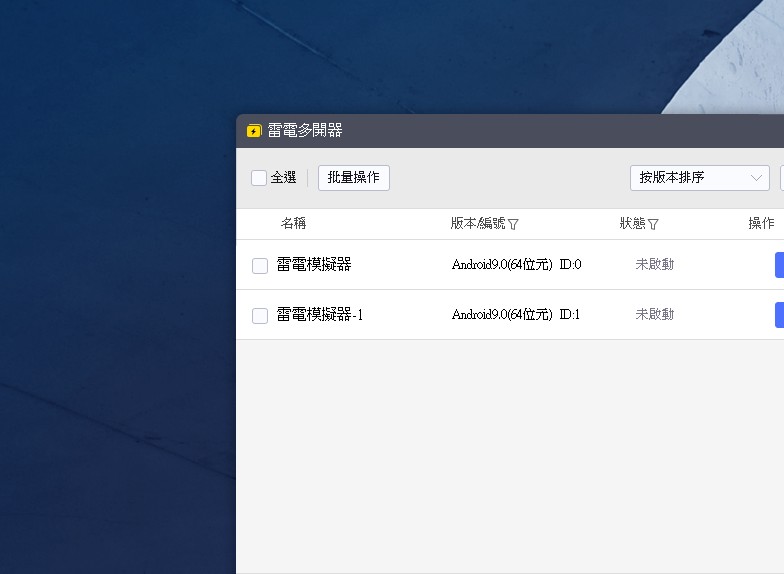 雷電多開器
全選 批量操作 按版本排序
名稱 版本/編號 狀態 操作
雷電模擬器 Android9.0(64位元) ID:0 未啟動
雷電模擬器-1 Android9.0(64位元) ID:1 未啟動